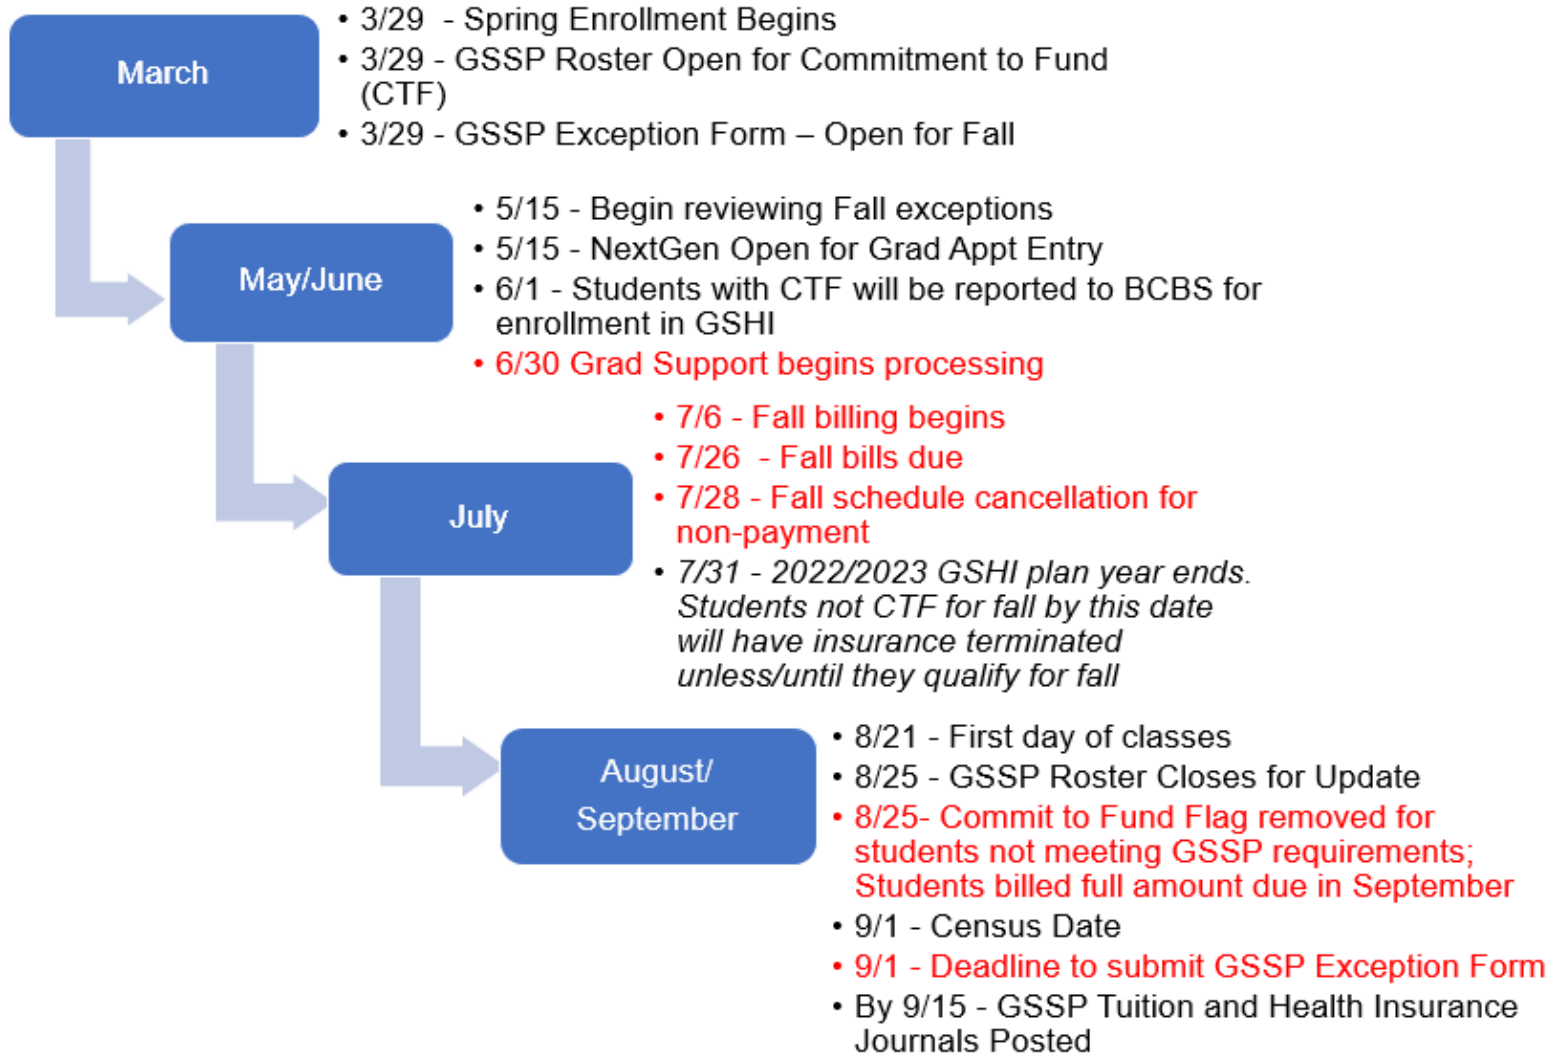 March
• 3/29 - Spring Enrollment Begins
• 3/29 - GSSP Roster Open for Commitment to Fund
(CTF)
• 3/29 - GSSP Exception Form – Open for Fall
May/June
• 5/15 - Begin reviewing Fall exceptions
• 5/15 - NextGen Open for Grad Appt Entry
• 6/1 - Students with CTF will be reported to BCBS for
enrollment in GSHI
• 6/30 Grad Support begins processing
July
• 7/6 - Fall billing begins
• 7/26 - Fall bills due
• 7/28 - Fall schedule cancellation for
non-payment
• 7/31 - 2022/2023 GSHI plan year ends.
Students not CTF for fall by this date
will have insurance terminated
unless/until they qualify for fall
August/
September
• 8/21 - First day of classes
• 8/25 - GSSP Roster Closes for Update
• 8/25- Commit to Fund Flag removed for
students not meeting GSSP requirements;
Students billed full amount due in September
• 9/1 - Census Date
• 9/1 - Deadline to submit GSSP Exception Form
• By 9/15 - GSSP Tuition and Health Insurance
Journals Posted